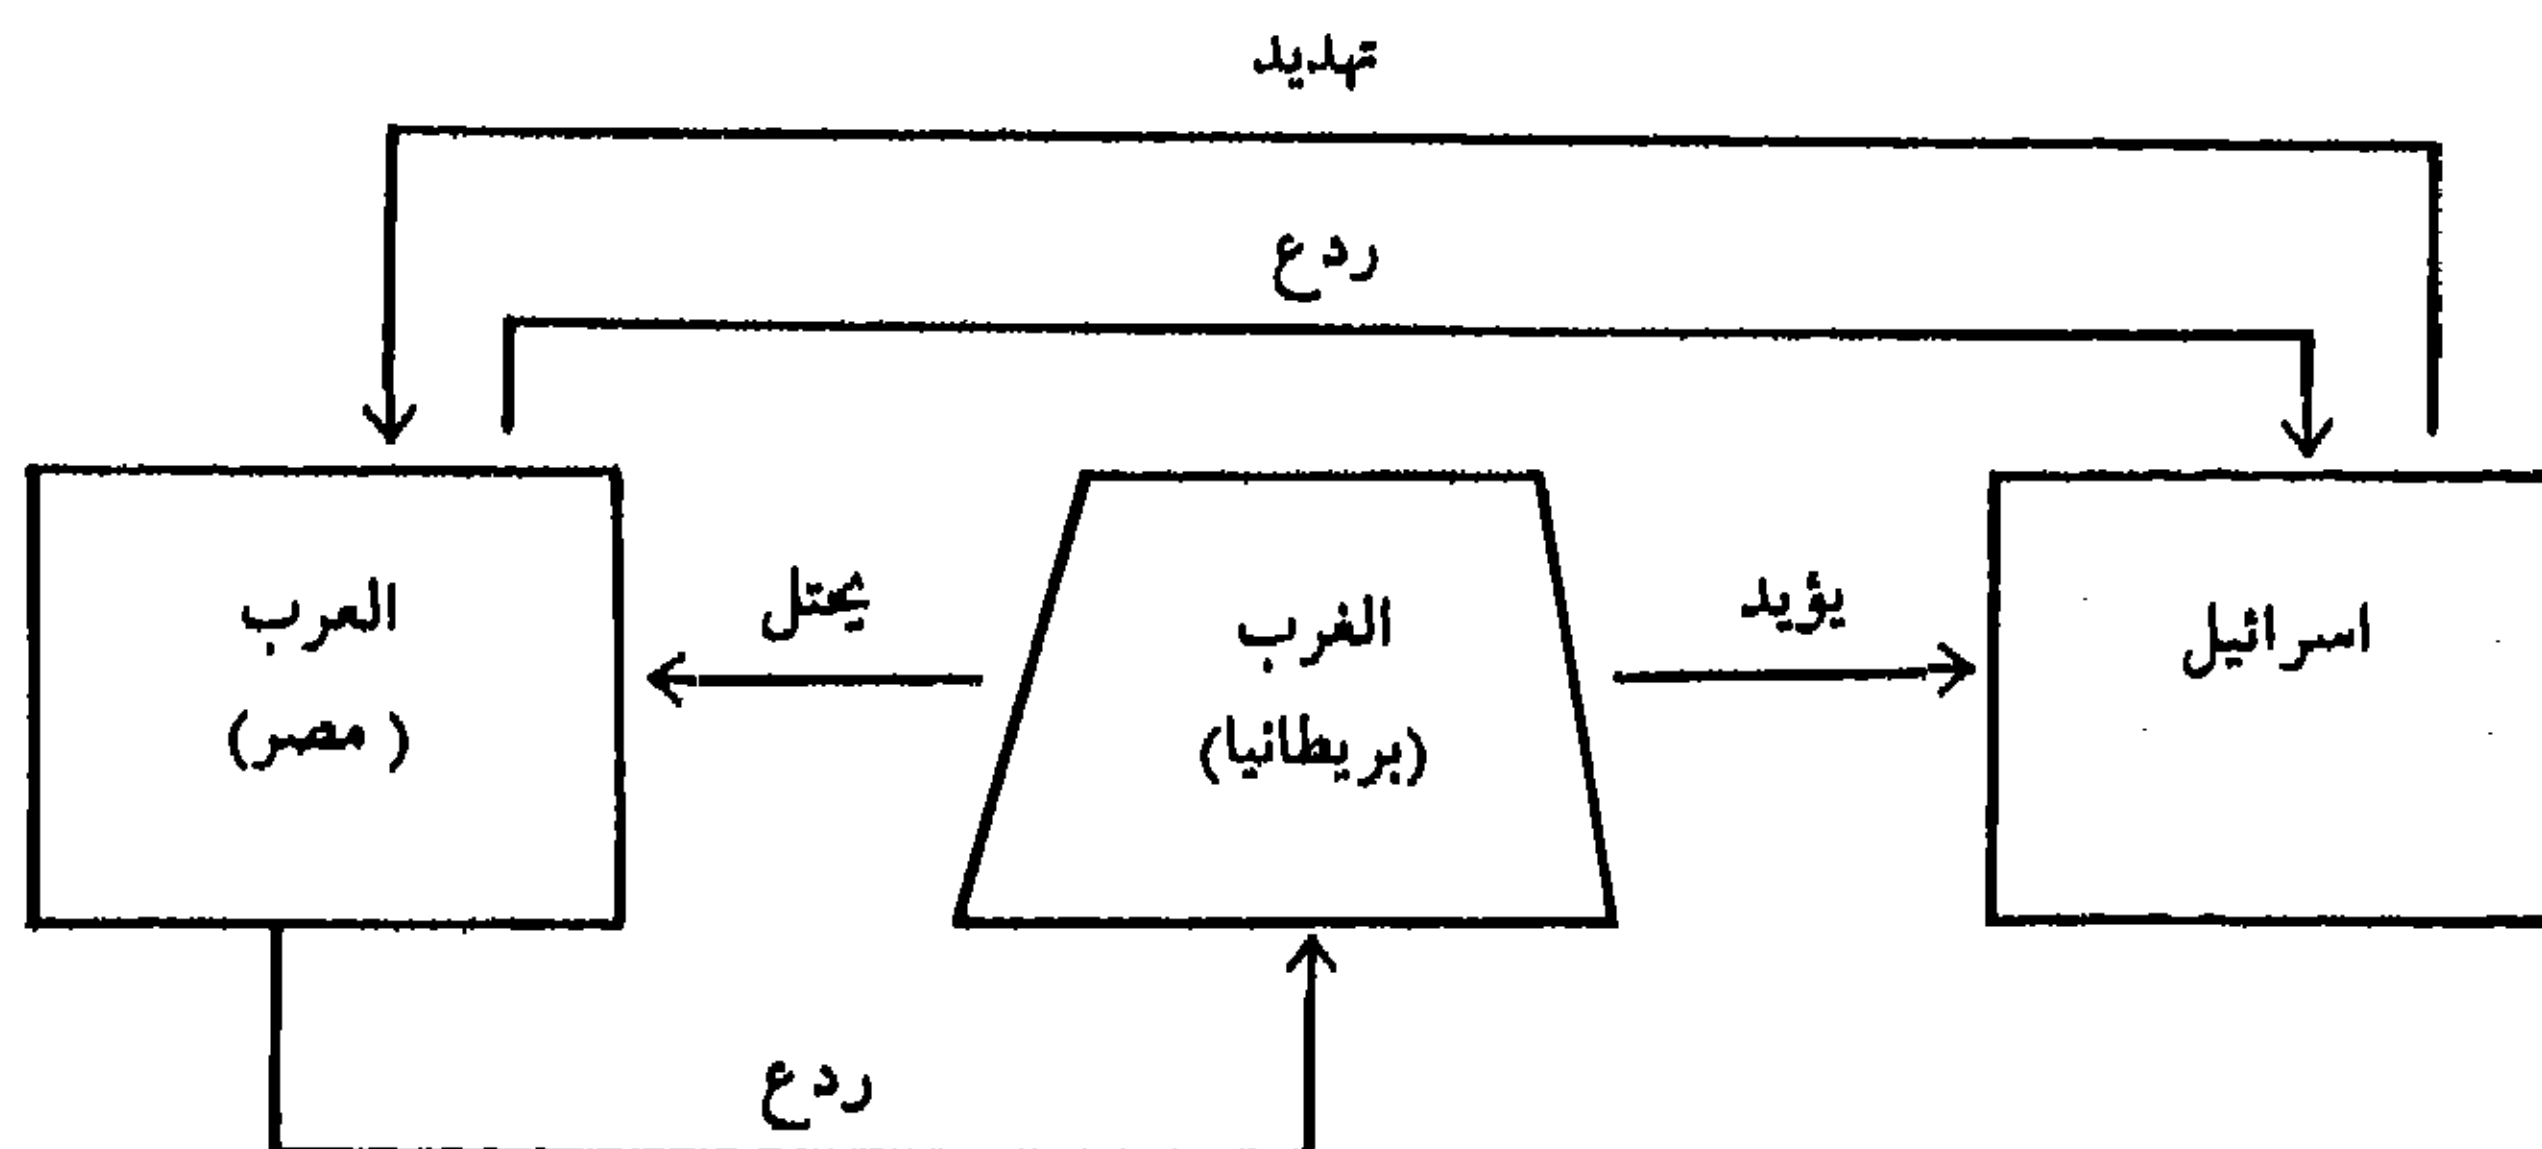 تهديد
ردع
اسرائيل
يؤيد
الغرب
(بريطانيا)
يحتل
العرب
(مصر)
ردع